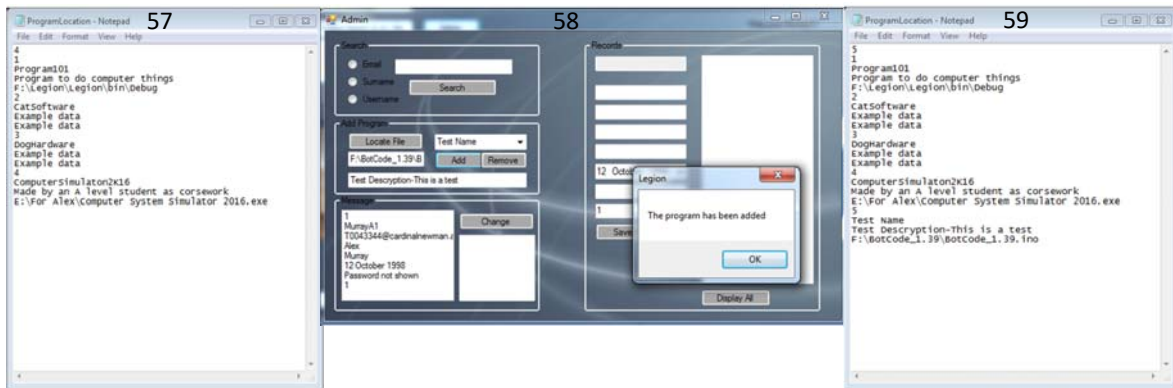 ProgramLocation - Notepad
57
File Edit Format View Help
4
1
Program101
Program to do computer things
F:\Legion\Legion\bin\Debug
2
CatSoftware
Example data
Example data
3
DogHardware
Example data
Example data
4
ComputerSimulaton2K16
Made by an A level student as corsework
E:\For Alex\Computer System Simulator 2016.exe
Admin
58
Search
Email
Surname
Username
Search
Add Program
Locate File
Test Name
F:\BotCode_1.39\B
Add
Remove
Test Descryption-This is a test
Message
1
MurrayA1
T0043344@cardinalnewman.a
Alex
Murray
12 October 1998
Password not shown
1
Change
Records
12 Octob
1
Save
Display All
Legion
The program has been added
OK
ProgramLocation - Notepad
59
File Edit Format View Help
5
1
Program101
Program to do computer things
F:\Legion\Legion\bin\Debug
2
CatSoftware
Example data
Example data
3
DogHardware
Example data
Example data
4
ComputerSimulaton2K16
Made by an A level student as corsework
E:\For Alex\Computer System Simulator 2016.exe
5
Test Name
Test Descryption-This is a test
F:\BotCode_1.39\BotCode_1.39.ino